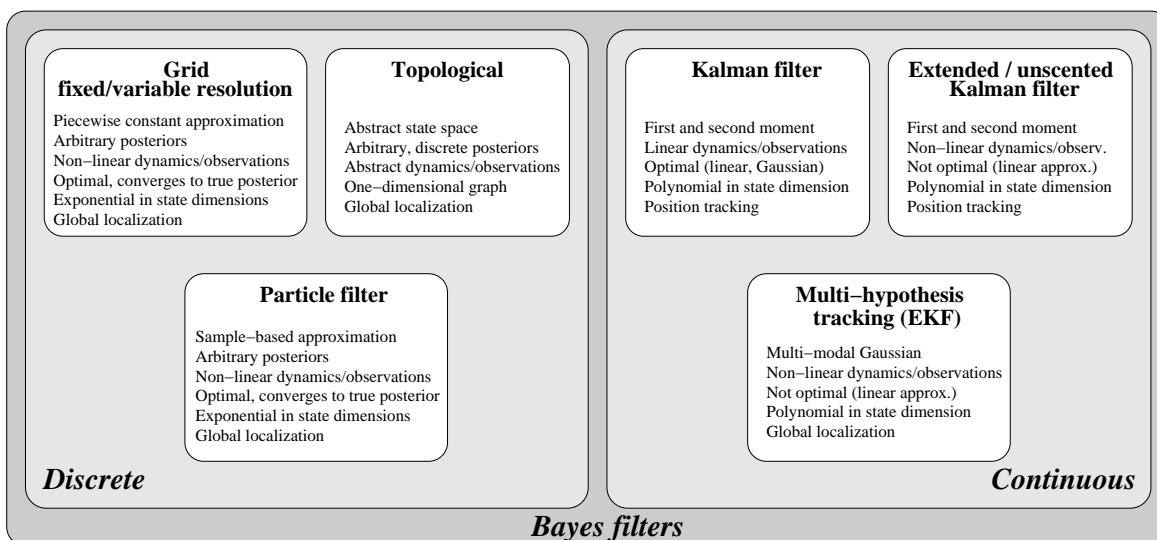 Grid
fixed/variable resolution
Piecewise constant approximation
Arbitrary posteriors
Non−linear dynamics/observations
Optimal, converges to true posterior
Exponential in state dimensions
Global localization
Topological
Abstract state space
Arbitrary, discrete posteriors
Abstract dynamics/observations
One−dimensional graph
Global localization
Particle filter
Sample−based approximation
Arbitrary posteriors
Non−linear dynamics/observations
Optimal, converges to true posterior
Exponential in state dimensions
Global localization
Discrete
Kalman filter
First and second moment
Linear dynamics/observations
Optimal (linear, Gaussian)
Polynomial in state dimension
Position tracking
Extended / unscented
Kalman filter
First and second moment
Non−linear dynamics/observ.
Not optimal (linear approx.)
Polynomial in state dimension
Position tracking
Multi−hypothesis
tracking (EKF)
Multi−modal Gaussian
Non−linear dynamics/observations
Not optimal (linear approx.)
Polynomial in state dimension
Global localization
Continuous
Bayes filters